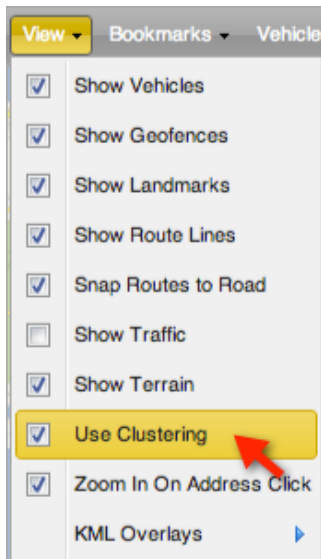 View Bookmarks Vehicle
Show Vehicles
Show Geofences
Show Landmarks
Show Route Lines
Snap Routes to Road
Show Traffic
Show Terrain
Use Clustering
Zoom In On Address Click
KML Overlays